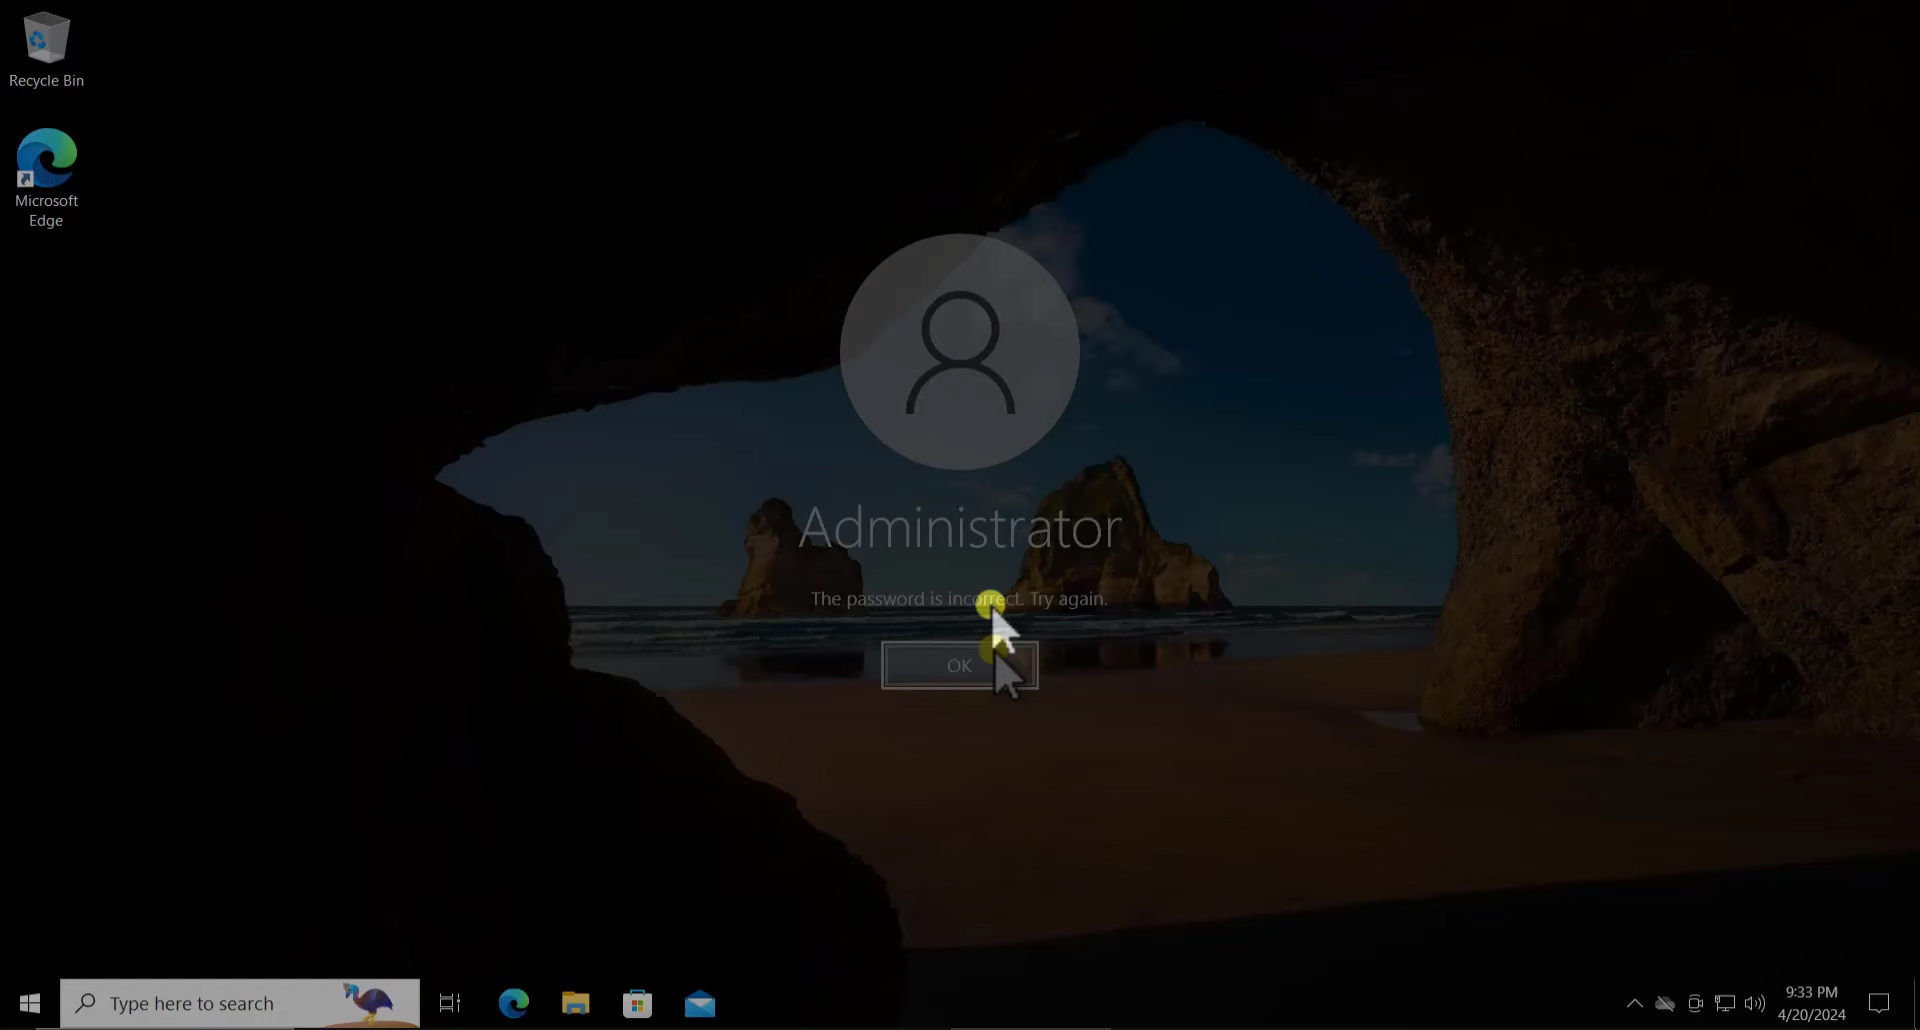 Recycle Bin
Microsoft
Edge
Administrator
The password is incorrect. Try again.
OK
Type here to search
9:33 PM
4/20/2024